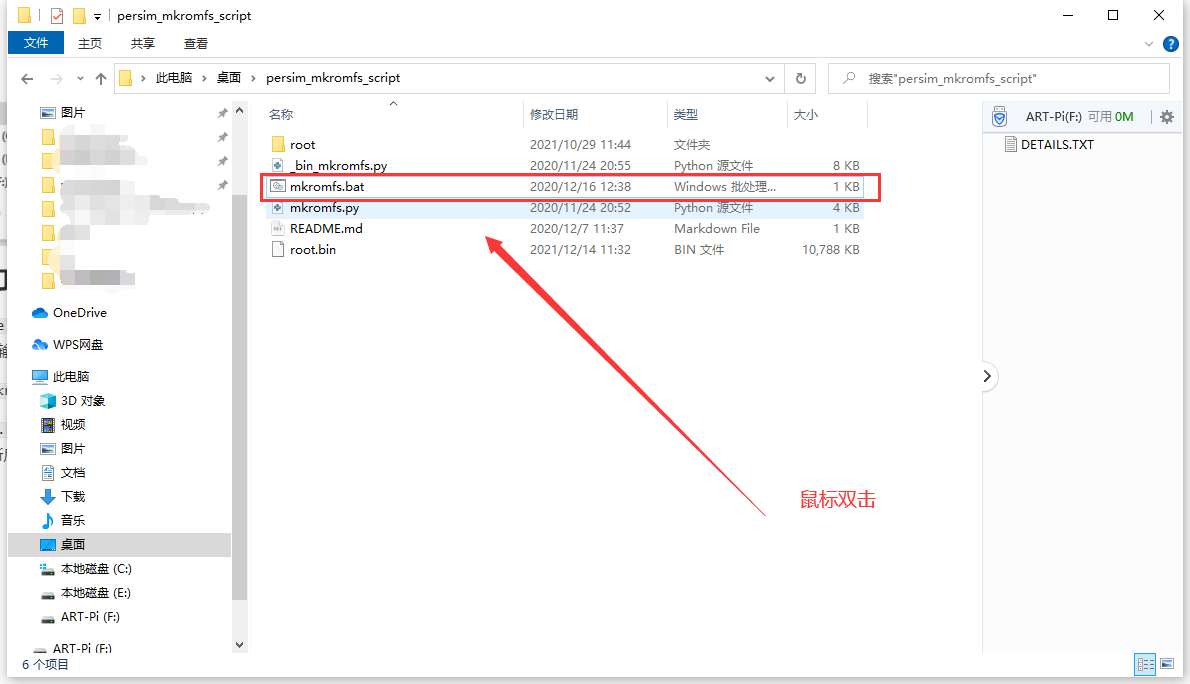 persim_mkromfs_script
文件 主页 共享 查看
此电脑 桌面 persim_mkromfs_script 搜索"persim_mkromfs_script"
图片
OneDrive
WPS网盘
此电脑
3D 对象
视频
图片
文档
下载
音乐
桌面
本地磁盘 (C:)
本地磁盘 (E:)
ART-Pi (F:)
ART-Pi (F:)
名称 修改日期 类型 大小
root 2021/10/29 11:44 文件夹
_bin_mkromfs.py 2020/11/24 20:55 Python 源文件 8 KB
mkromfs.bat 2020/12/16 12:38 Windows 批处理... 1 KB
mkromfs.py 2020/11/24 20:52 Python 源文件 4 KB
README.md 2020/12/7 11:37 Markdown File 1 KB
root.bin 2021/12/14 11:32 BIN 文件 10,788 KB
鼠标双击
ART-Pi(F:) 可用 0M
DETAILS.TXT
6 个项目